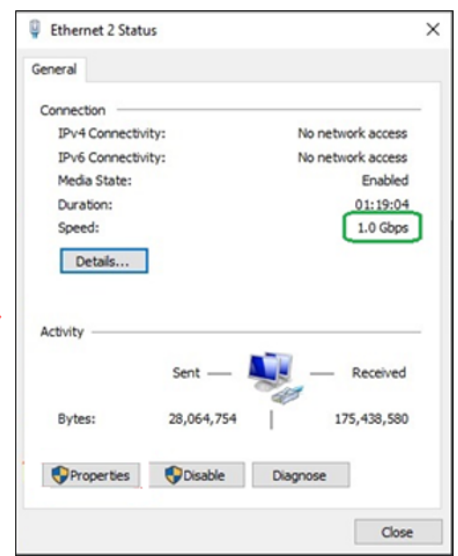 Ethernet 2 Status
General
Connection
IPv4 Connectivity: No network access
IPv6 Connectivity: No network access
Media State: Enabled
Duration: 01:19:04
Speed: 1.0 Gbps
Details...
Activity
Sent Received
Bytes: 28,064,754 175,438,580
Properties Disable Diagnose
Close